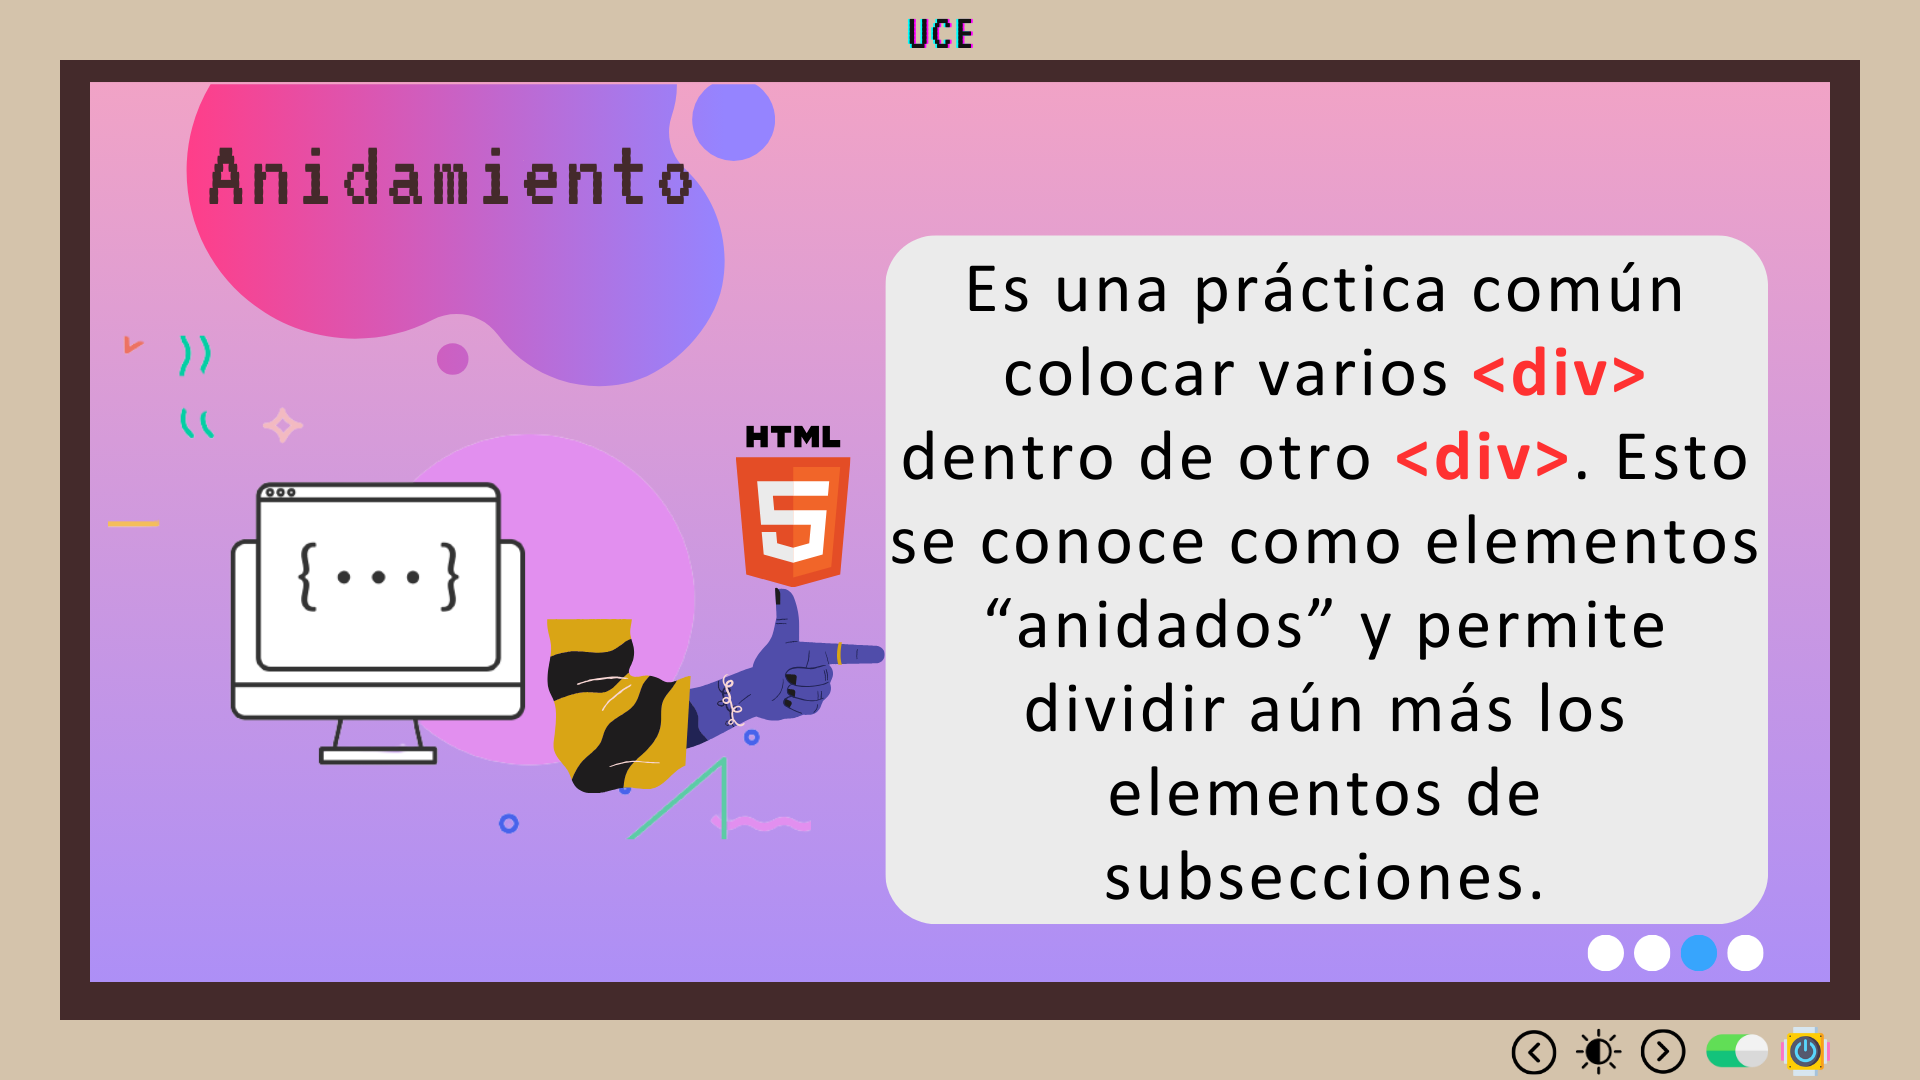 UCE
Anidamiento
Es una práctica común
colocar varios <div>
dentro de otro <div>. Esto
se conoce como elementos
“anidados” y permite
dividir aún más los
elementos de
subsecciones.
HTML
5
{ • • • }